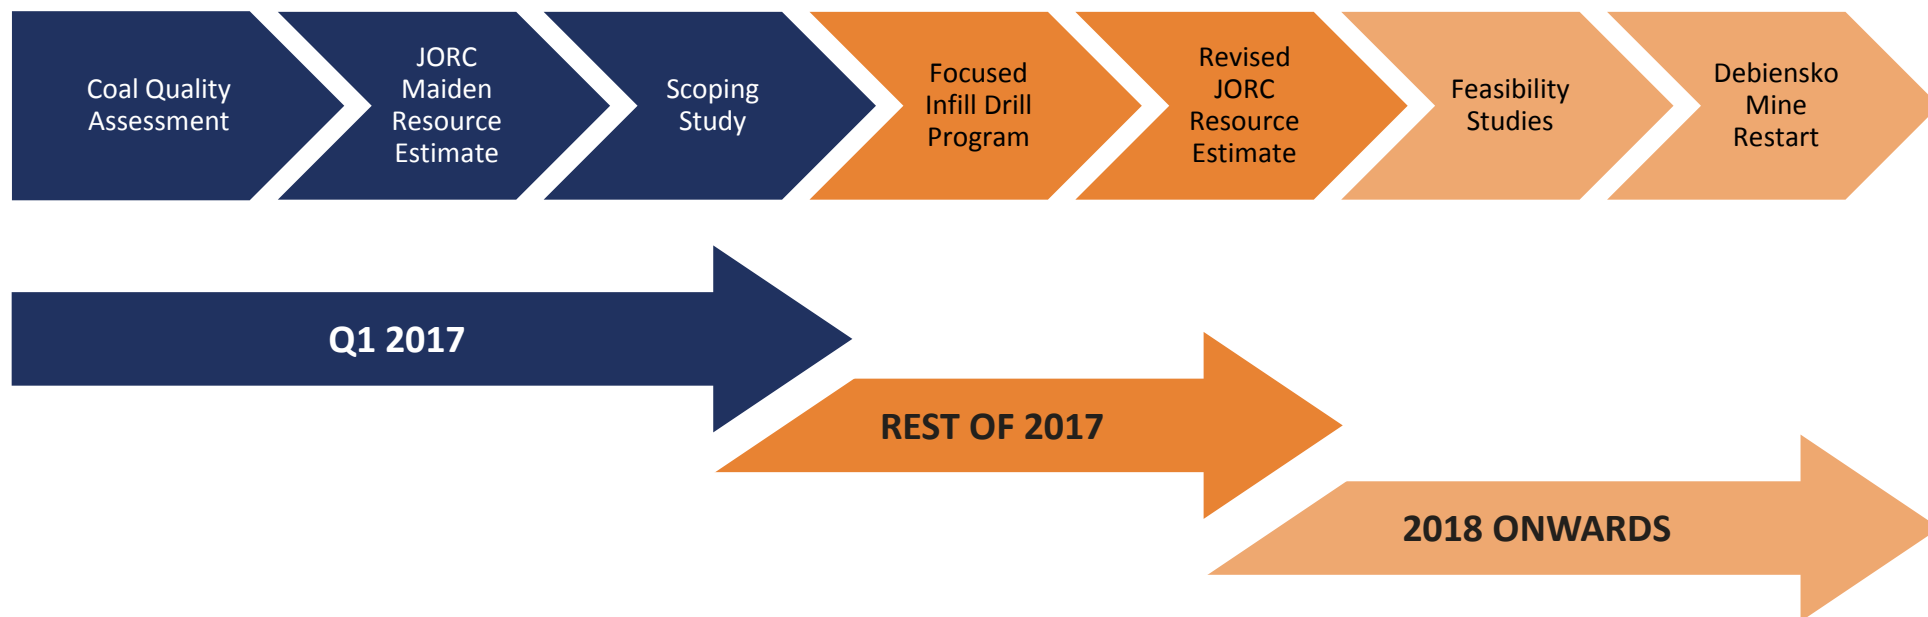 Coal Quality
Assessment
JORC
Maiden
Resource
Estimate
Scoping
Study
Focused
Infill Drill
Program
Revised
JORC
Resource
Estimate
Feasibility
Studies
Debiensko
Mine
Restart
Q1 2017
REST OF 2017
2018 ONWARDS